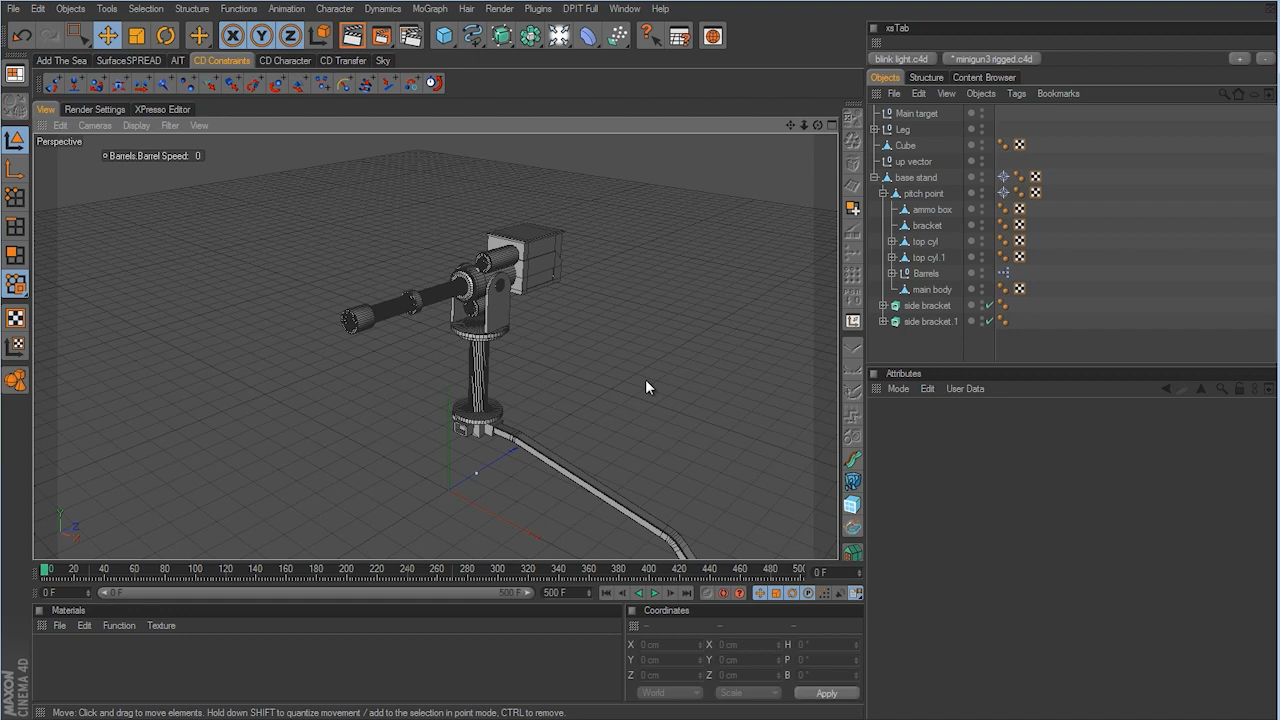 File Edit Objects Tools Selection Structure Functions Animation Character Dynamics MoGraph Hair Render Plugins DPIT Full Window Help
xsTab
X Y Z
Add The Sea SurfaceSPREAD AIT CD Constraints CD Character CD Transfer Sky
blink light.c4d * minigun3 rigged.c4d + -
Objects Structure Content Browser
File Edit View Objects Tags Bookmarks
View Render Settings XPresso Editor
Edit Cameras Display Filter View
Perspective
Barrels.Barrel Speed: 0
Main target
Leg
Cube
up vector
base stand
pitch point
ammo box
bracket
top cyl
top cyl.1
Barrels
main body
side bracket
side bracket.1
Attributes
Mode Edit User Data
Y Z X
0 20 40 60 80 100 120 140 160 180 200 220 240 260 280 300 320 340 360 380 400 420 440 460 480 500 0 F
0 F 0 F 500 F 500 F
Materials
File Edit Function Texture
Coordinates
-- -- --
X 0 cm X 0 cm H 0 °
Y 0 cm Y 0 cm P 0 °
Z 0 cm Z 0 cm B 0 °
World Scale Apply
MAXON CINEMA 4D
Move: Click and drag to move elements. Hold down SHIFT to quantize movement / add to the selection in point mode, CTRL to remove.